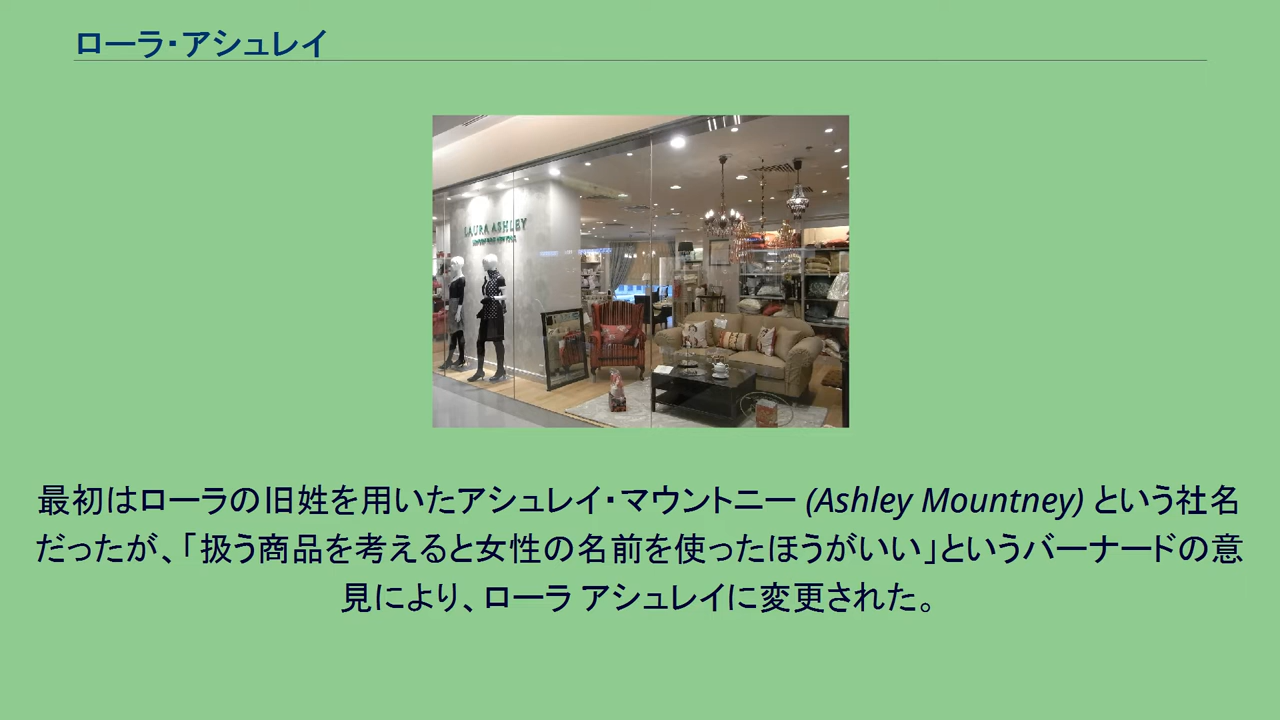 ローラ・アシュレイ
LAURA ASHLEY
最初はローラの旧姓を用いたアシュレイ・マウントニー (Ashley Mountney) という社名
だったが、「扱う商品を考えると女性の名前を使ったほうがいい」というバーナードの意
見により、ローラ アシュレイに変更された。